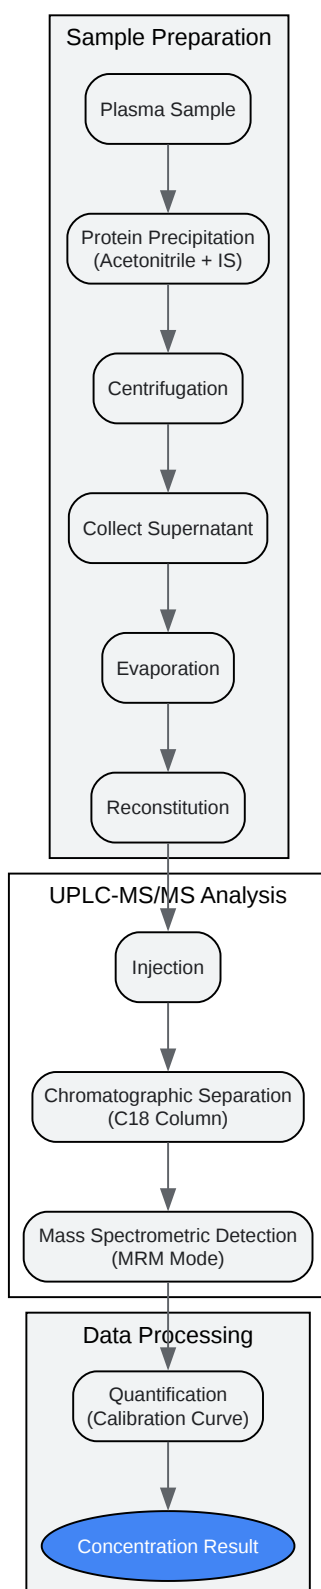 Sample Preparation
Plasma Sample
Protein Precipitation
(Acetonitrile + IS)
Centrifugation
Collect Supernatant
Evaporation
Reconstitution
UPLC-MS/MS Analysis
Injection
Chromatographic Separation
(C18 Column)
Mass Spectrometric Detection
(MRM Mode)
Data Processing
Quantification
(Calibration Curve)
Concentration Result